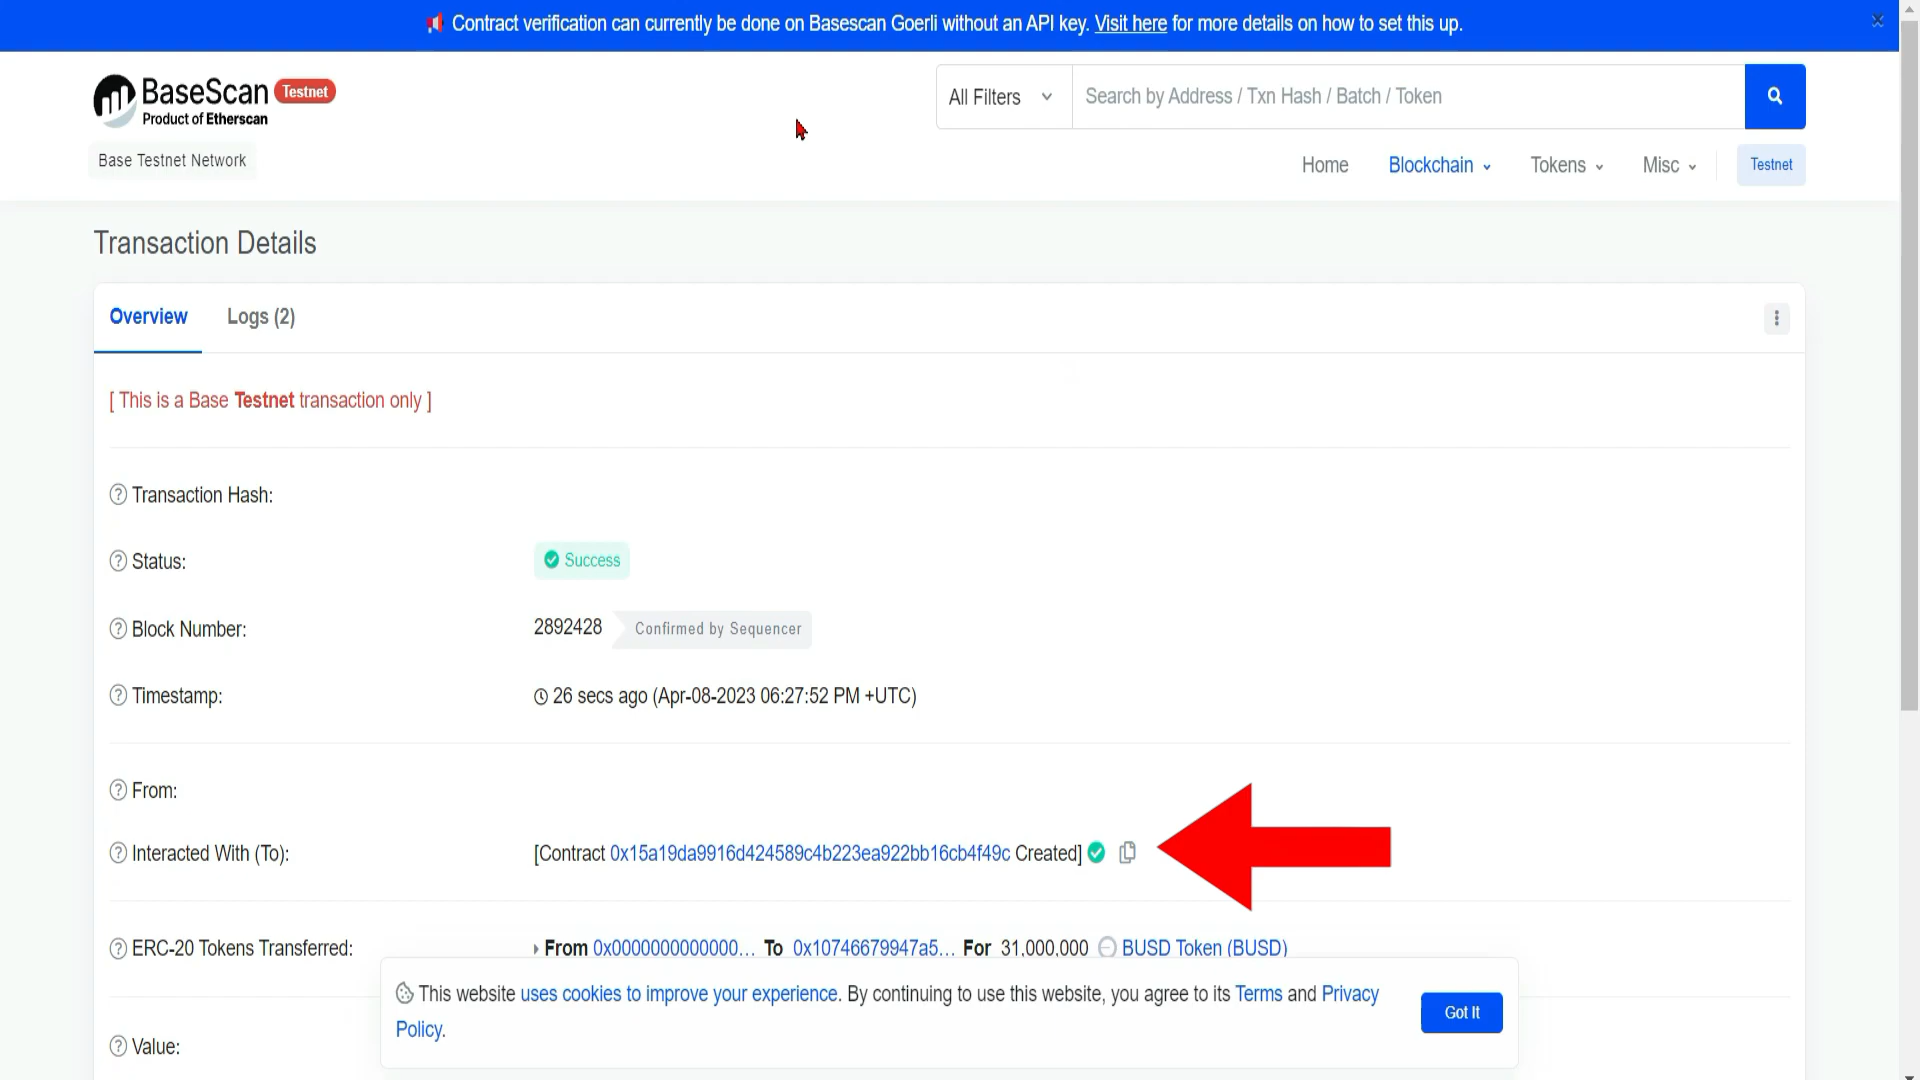 Contract verification can currently be done on Basescan Goerli without an API key. Visit here for more details on how to set this up.
BaseScan Testnet
Product of Etherscan
All Filters
Search by Address / Txn Hash / Batch / Token
Base Testnet Network
Home Blockchain Tokens Misc Testnet
Transaction Details
Overview Logs (2)
[ This is a Base Testnet transaction only ]
Transaction Hash:
Status: Success
Block Number: 2892428 Confirmed by Sequencer
Timestamp: 26 secs ago (Apr-08-2023 06:27:52 PM +UTC)
From:
Interacted With (To): [Contract 0x15a19da9916d424589c4b223ea922bb16cb4f49c Created]
ERC-20 Tokens Transferred: From 0x0000000000000... To 0x10746679947a5... For 31,000,000 BUSD Token (BUSD)
This website uses cookies to improve your experience. By continuing to use this website, you agree to its Terms and Privacy
Policy.
Got It
Value: